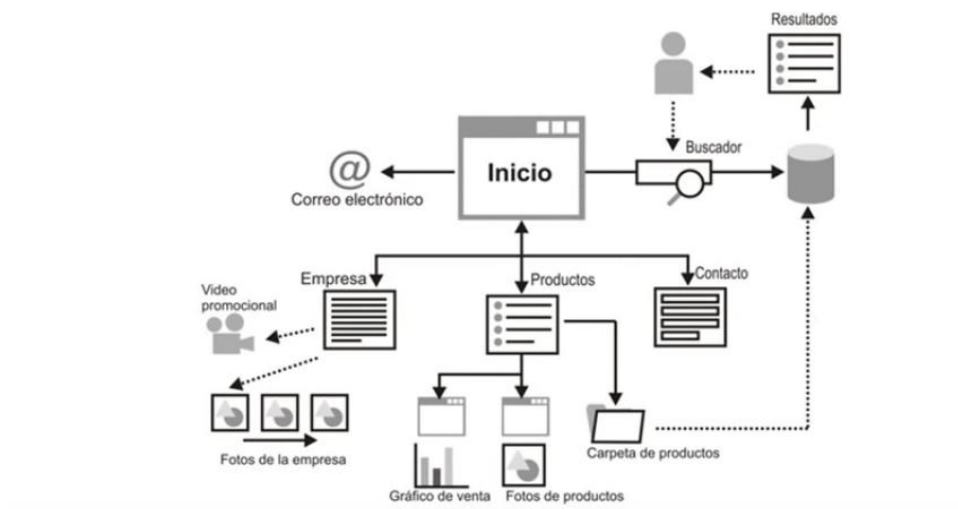 Resultados
Buscador
Inicio
@
Correo electrónico
Empresa
Productos
Contacto
Video
promocional
Fotos de la empresa
Carpeta de productos
Gráfico de venta
Fotos de productos